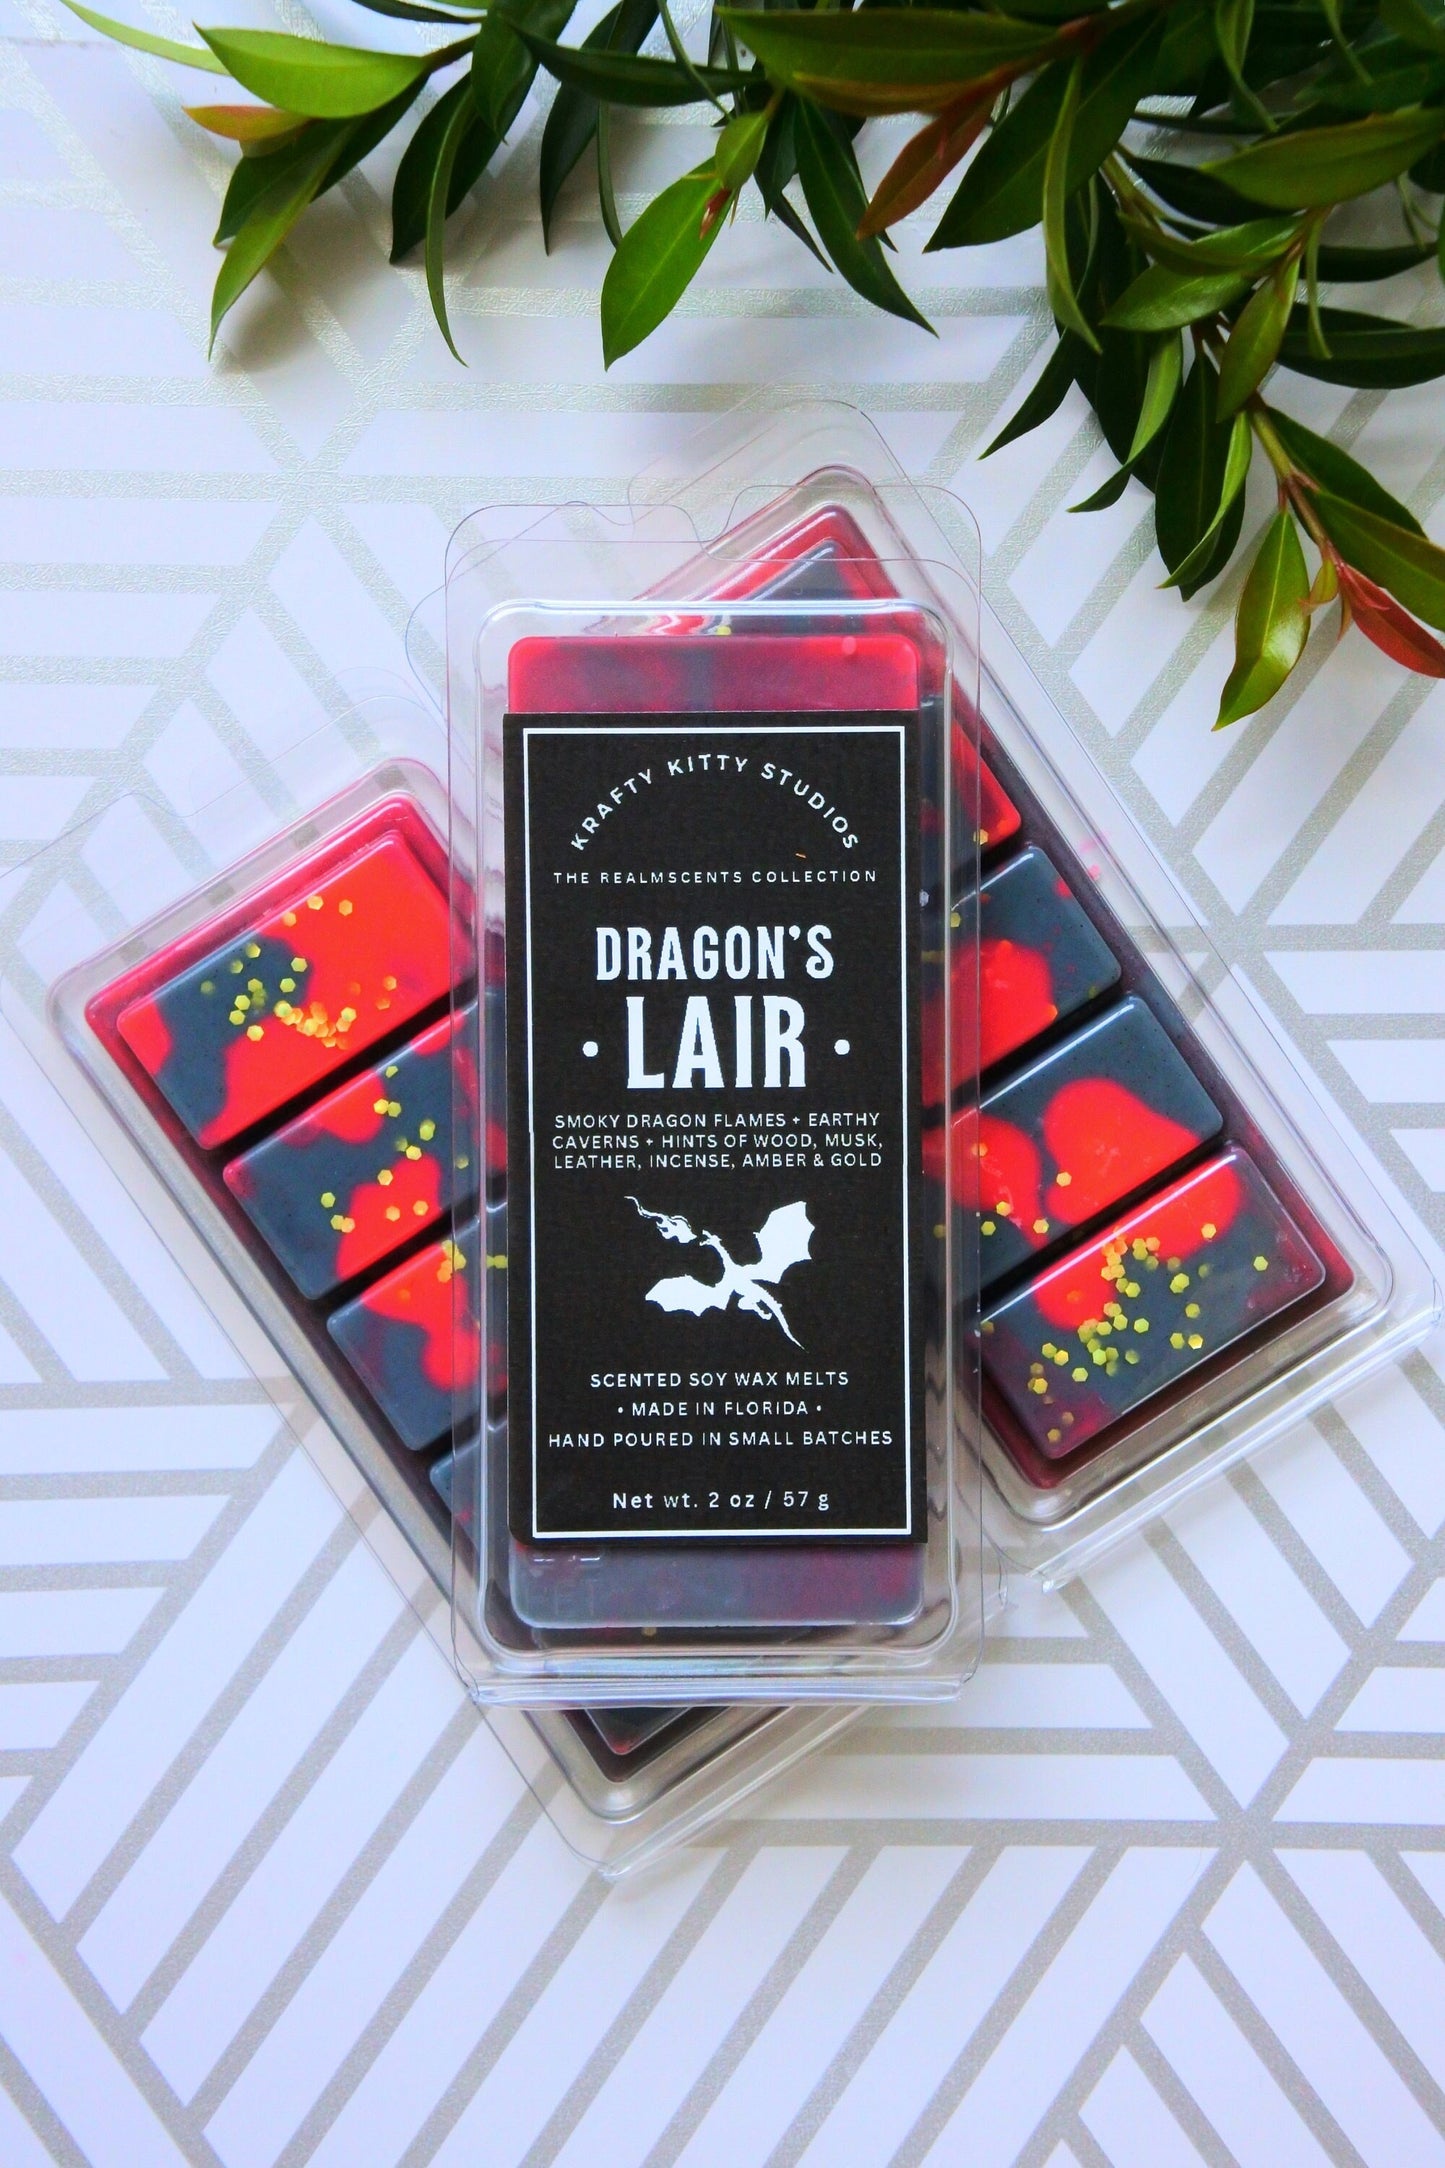 KRAFTY KITTY STUDIOS
THE REALMSCENTS COLLECTION
DRAGON'S
• LAIR •
SMOKY DRAGON FLAMES + EARTHY
CAVERNS + HINTS OF WOOD, MUSK,
LEATHER, INCENSE, AMBER & GOLD
SCENTED SOY WAX MELTS
• MADE IN FLORIDA •
HAND POURED IN SMALL BATCHES
Net wt. 2 oz / 57 g